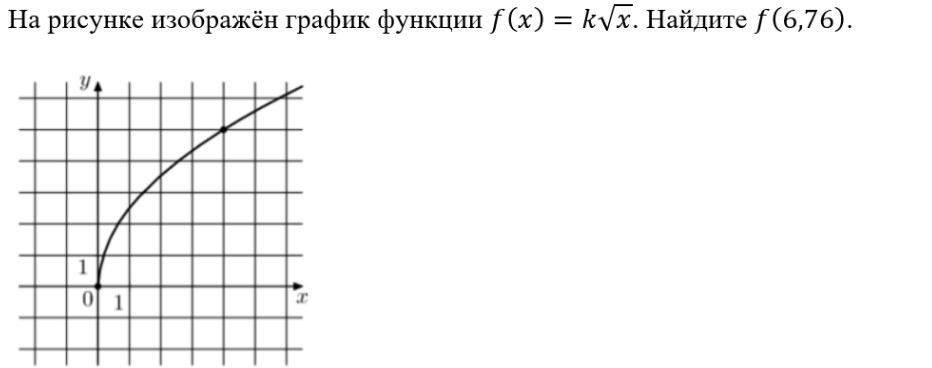 На рисунке изображён график функции f(x) = k√x. Найдите f(6,76).
y
1
0 1 x